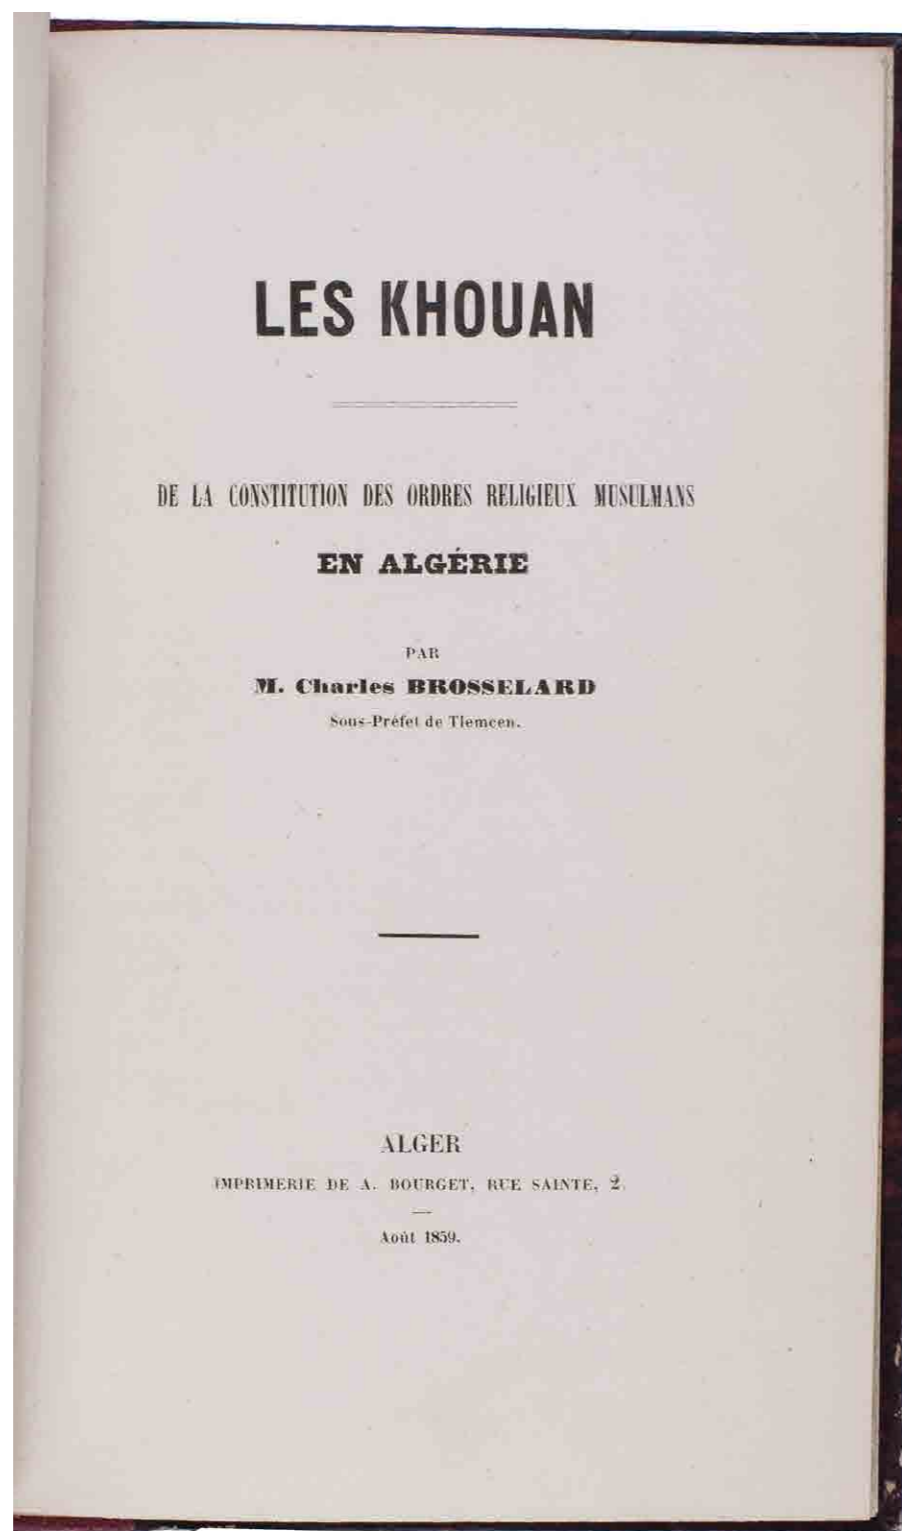 LES KHOUAN
DE LA CONSTITUTION DES ORDRES RELIGIEUX MUSULMANS
EN ALGÉRIE
PAR
M. Charles BROSSELARD
Sous-Préfet de Tlemcen.
ALGER
IMPRIMERIE DE A. BOURGET, RUE SAINTE, 2.
Août 1859.